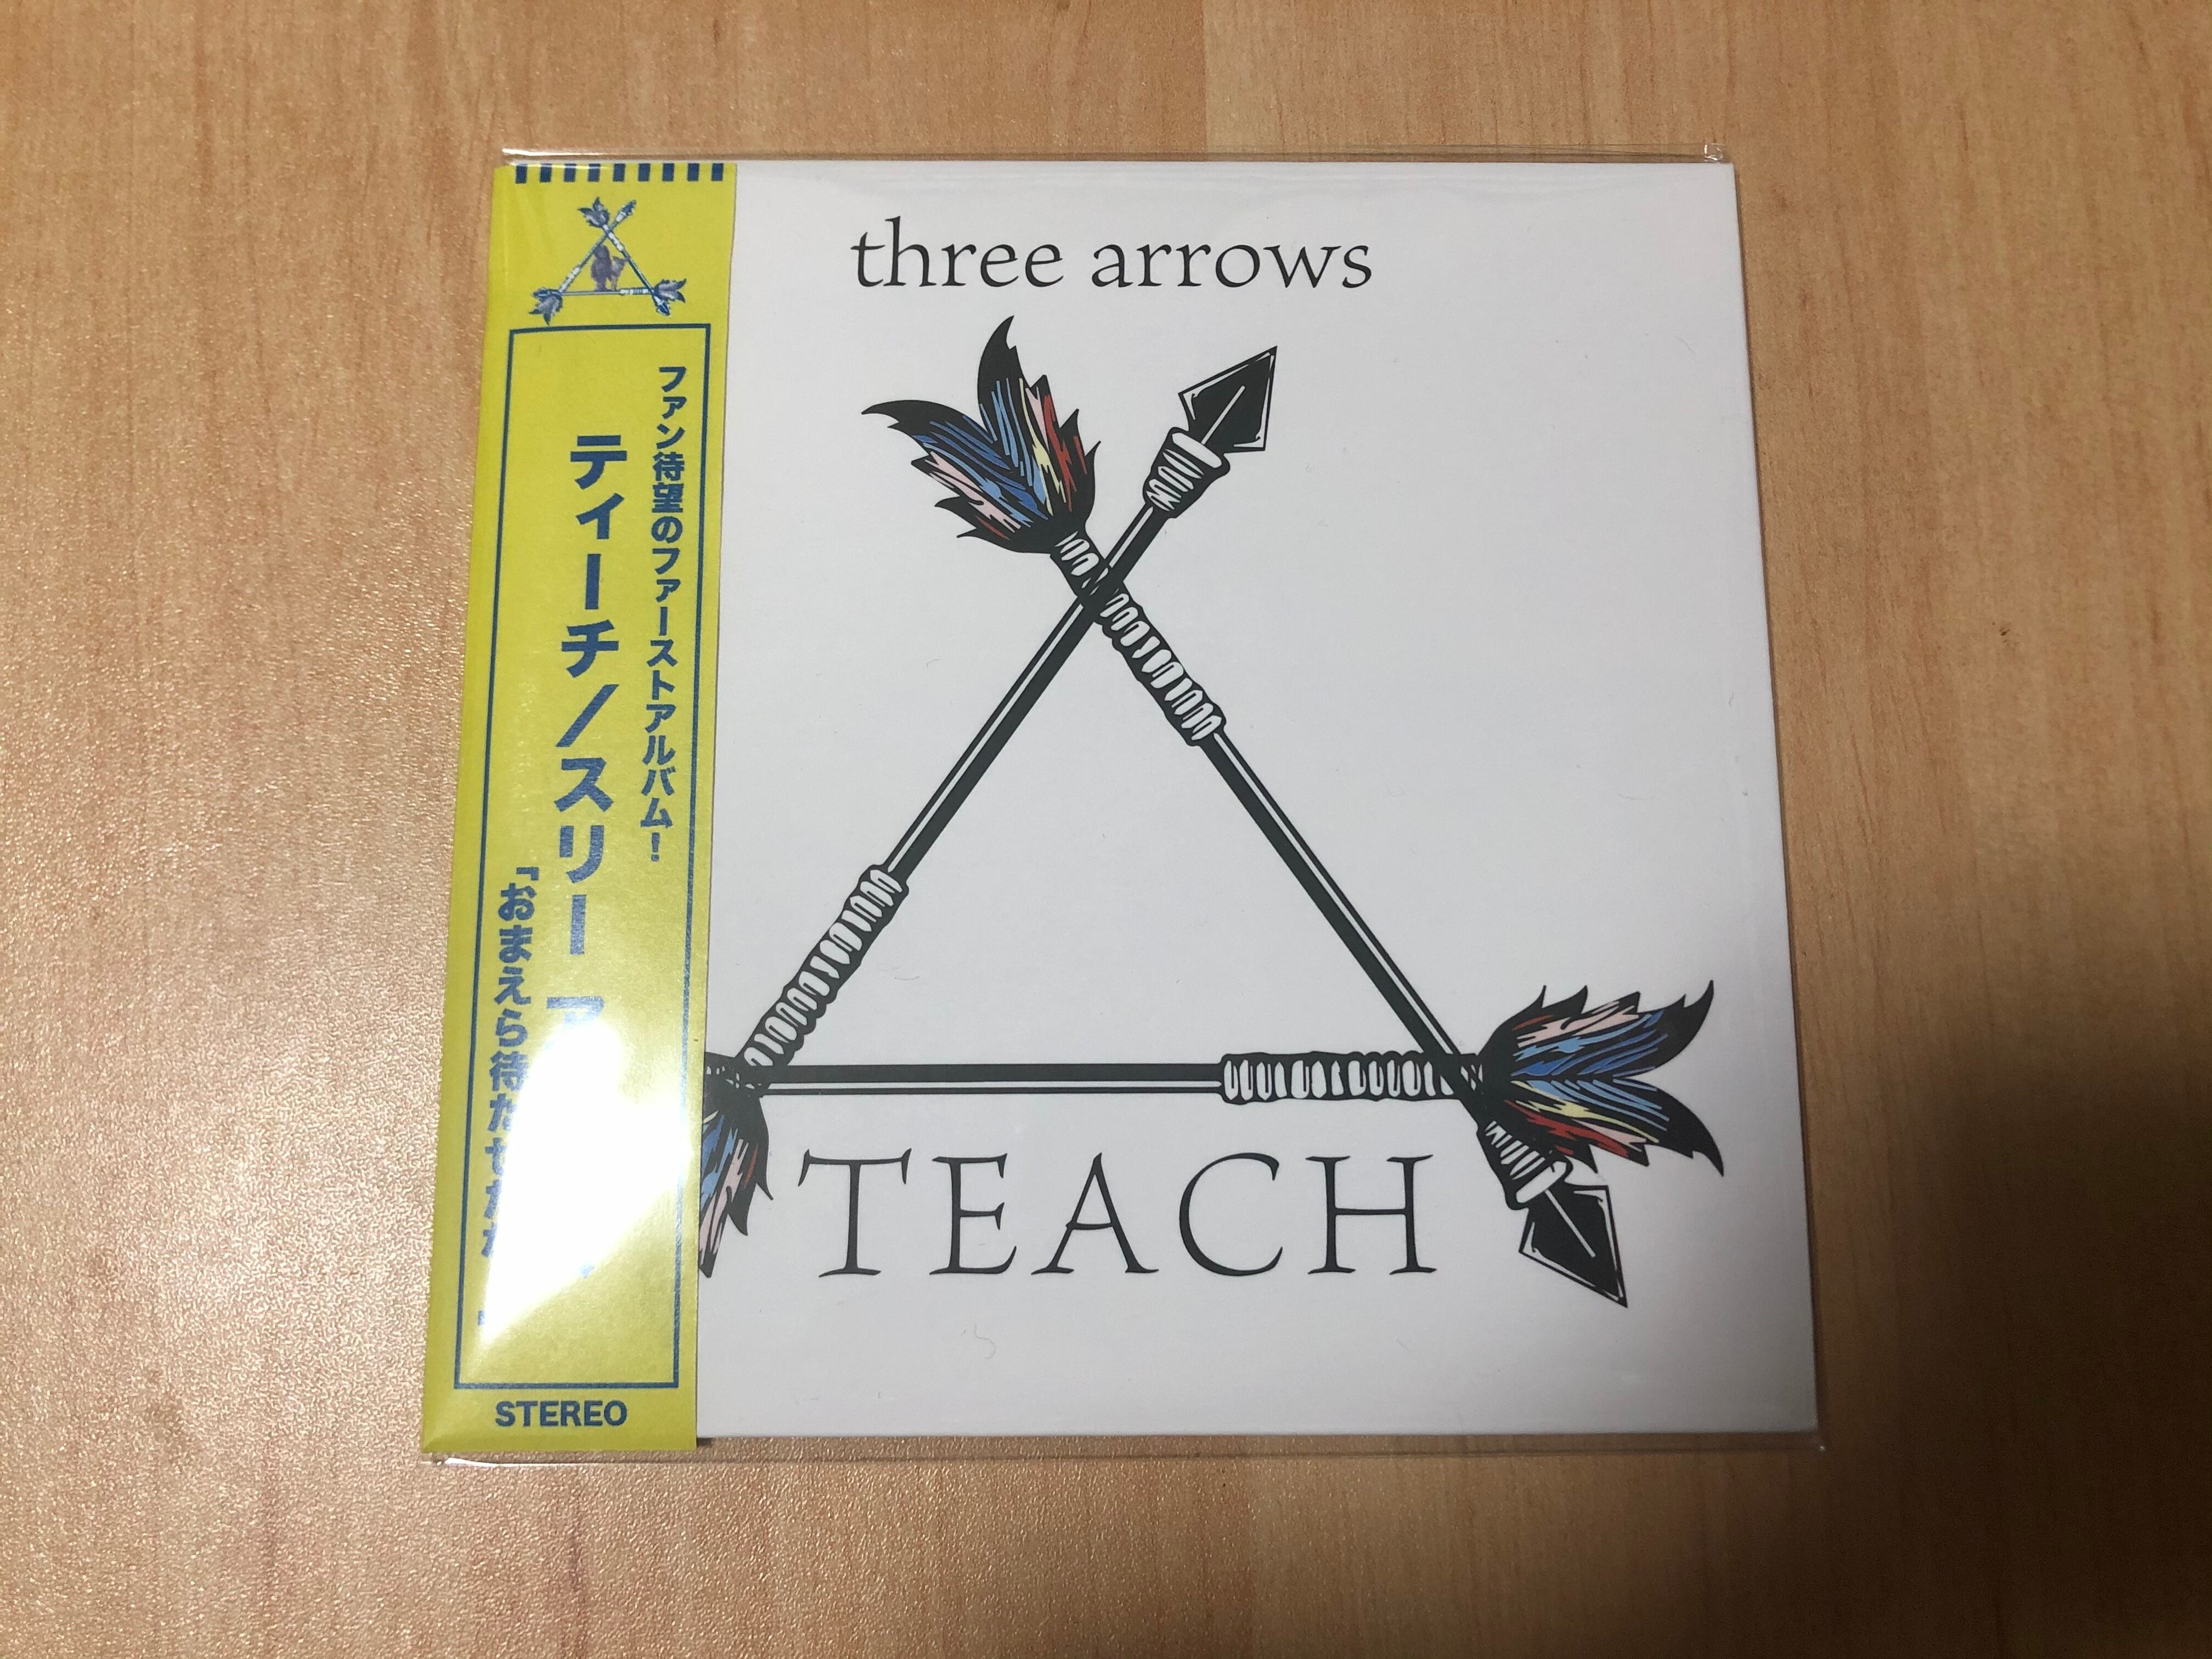 three arrows
TEACH
ファン待望のファーストアルバム！
ティーチ／スリー
「おまえら待たせ
STEREO